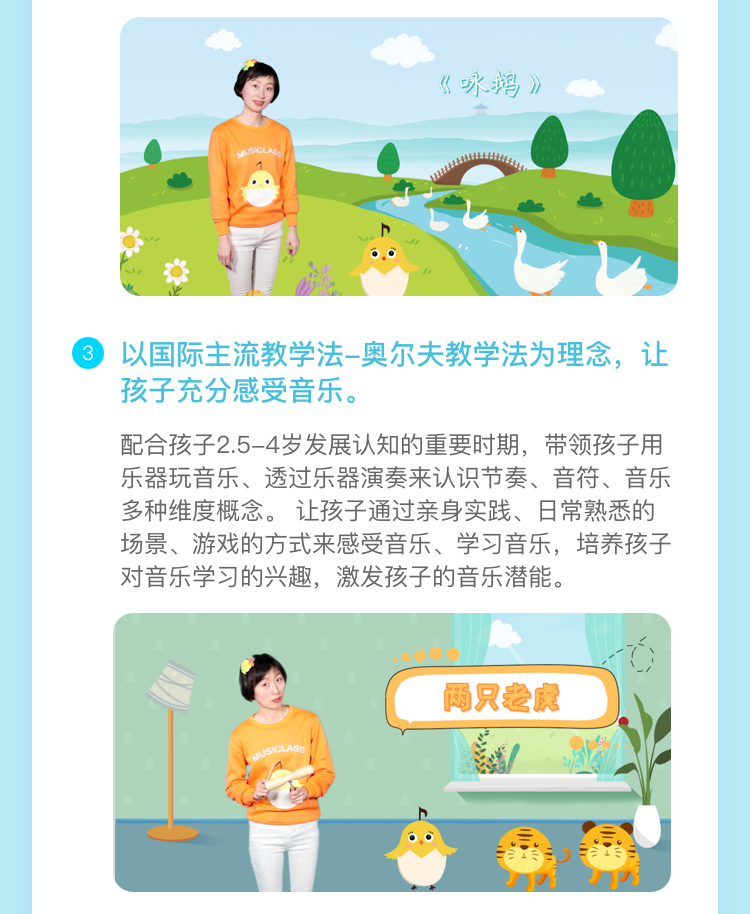 《咏鹅》
MUSICLASS
3
以国际主流教学法-奥尔夫教学法为理念，让
孩子充分感受音乐。
配合孩子2.5-4岁发展认知的重要时期，带领孩子用
乐器玩音乐、透过乐器演奏来认识节奏、音符、音乐
多种维度概念。 让孩子通过亲身实践、日常熟悉的
场景、游戏的方式来感受音乐、学习音乐，培养孩子
对音乐学习的兴趣，激发孩子的音乐潜能。
两只老虎
MUSICLASS